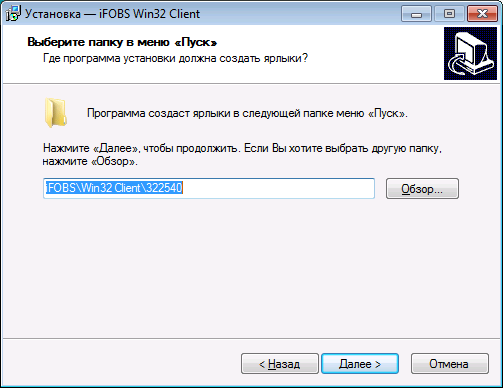 Установка — iFOBS Win32 Client
Выберите папку в меню «Пуск»
Где программа установки должна создать ярлыки?
Программа создаст ярлыки в следующей папке меню «Пуск».
Нажмите «Далее», чтобы продолжить. Если Вы хотите выбрать другую папку,
нажмите «Обзор».
iFOBS\Win32 Client\322540
Обзор...
< Назад
Далее >
Отмена